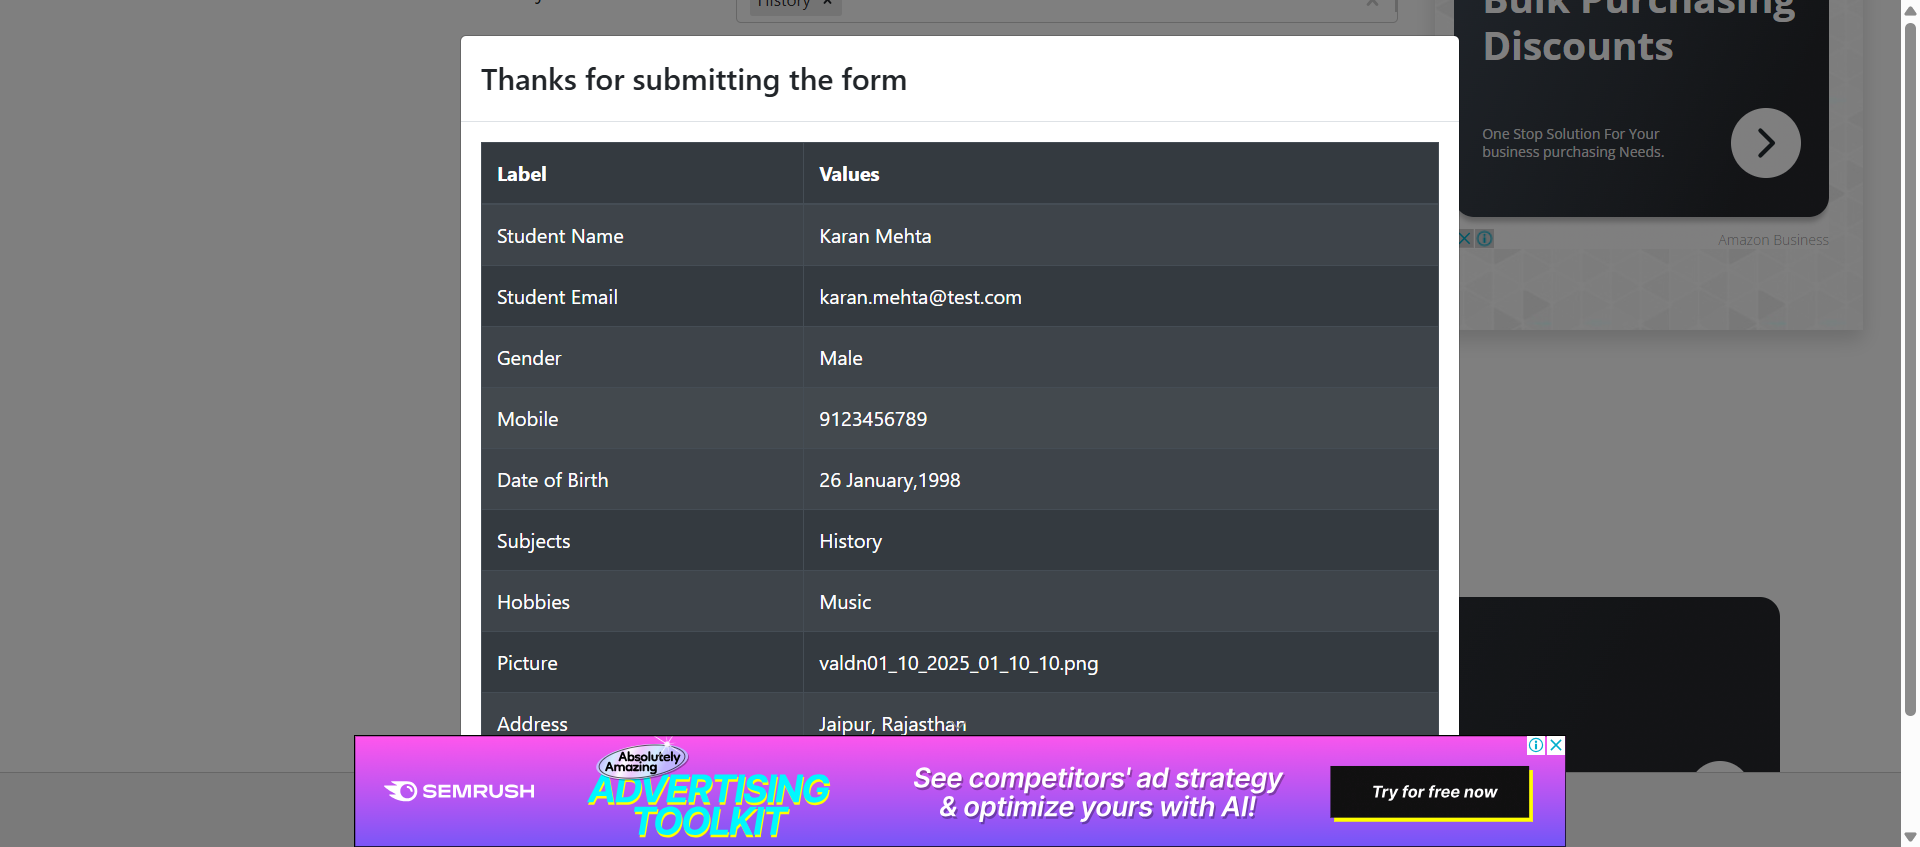 History ×
Bulk Purchasing
Discounts
Thanks for submitting the form
One Stop Solution For Your
business purchasing Needs.
Label Values
Student Name Karan Mehta
Amazon Business
Student Email karan.mehta@test.com
Gender Male
Mobile 9123456789
Date of Birth 26 January,1998
Subjects History
Hobbies Music
Picture valdn01_10_2025_01_10_10.png
Address Jaipur, Rajasthan
SEMRUSH
Absolutely
Amazing
ADVERTISING
TOOLKIT
See competitors' ad strategy
& optimize yours with AI!
Try for free now